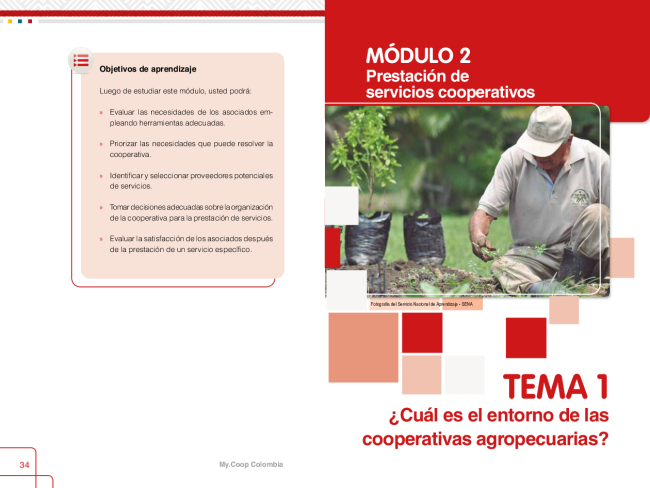 Objetivos de aprendizaje
Luego de estudiar este módulo, usted podrá:
» Evaluar las necesidades de los asociados em-
pleando herramientas adecuadas.
» Priorizar las necesidades que puede resolver la
cooperativa.
» Identificar y seleccionar proveedores potenciales
de servicios.
» Tomar decisiones adecuadas sobre la organización
de la cooperativa para la prestación de servicios.
» Evaluar la satisfacción de los asociados después
de la prestación de un servicio específico.
34
My.Coop Colombia
MÓDULO 2
Prestación de
servicios cooperativos
Fotografía del Servicio Nacional de Aprendizaje - SENA
TEMA 1
¿Cuál es el entorno de las
cooperativas agropecuarias?